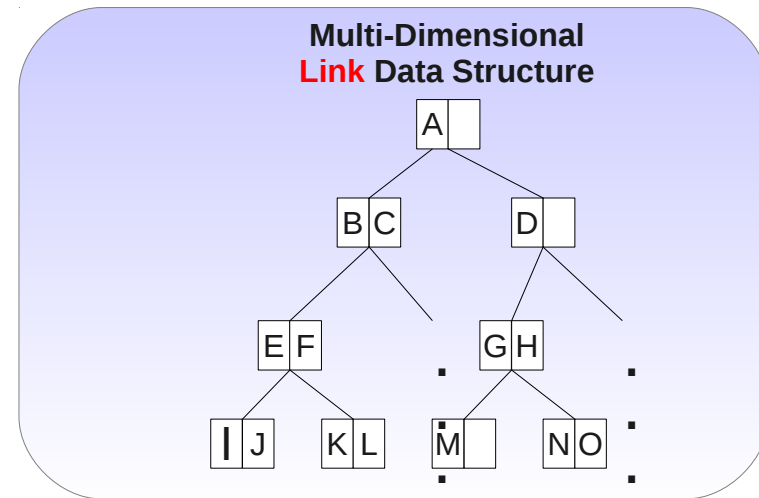 Multi-Dimensional
Link Data Structure
A
B C D
E F G H
I J K L M N O